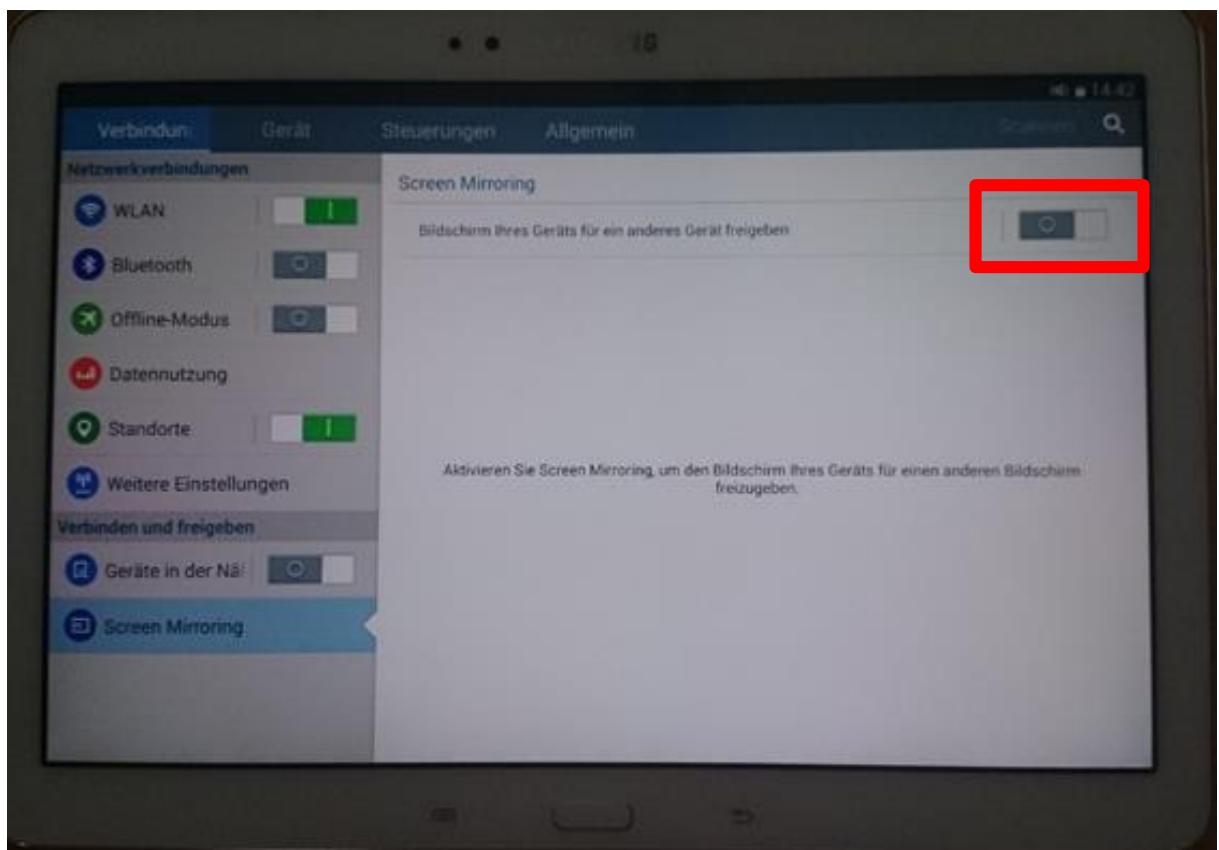 14:42
Verbindun
Gerät
Steuerungen
Allgemein
Scannen
Netzwerkverbindungen
WLAN
Bluetooth
Offline-Modus
Datennutzung
Standorte
Weitere Einstellungen
Verbinden und freigeben
Geräte in der Nä
Screen Mirroring
Screen Mirroring
Bildschirm Ihres Geräts für ein anderes Gerät freigeben
Aktivieren Sie Screen Mirroring, um den Bildschirm Ihres Geräts für einen anderen Bildschirm
freizugeben.